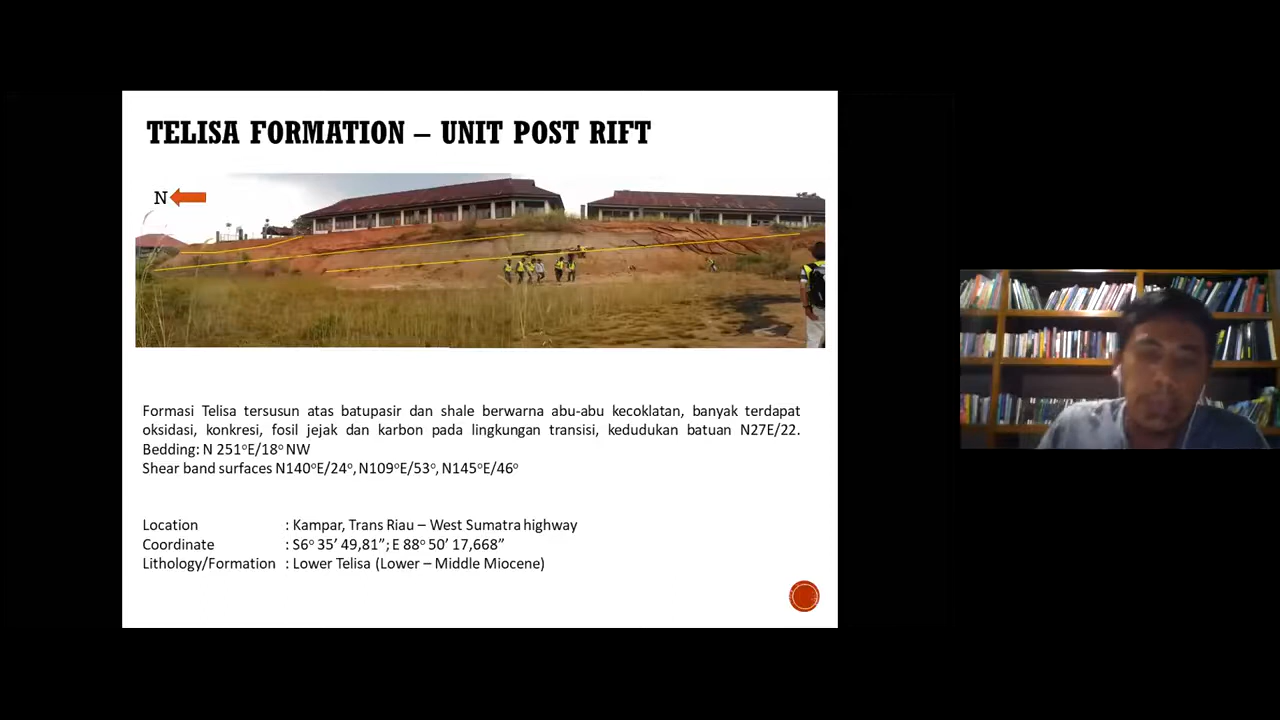 TELISA FORMATION – UNIT POST RIFT
N
Formasi Telisa tersusun atas batupasir dan shale berwarna abu-abu kecoklatan, banyak terdapat
oksidasi, konkresi, fosil jejak dan karbon pada lingkungan transisi, kedudukan batuan N27E/22.
Bedding: N 251°E/18° NW
Shear band surfaces N140°E/24°, N109°E/53°, N145°E/46°
Location : Kampar, Trans Riau – West Sumatra highway
Coordinate : S6° 35’ 49,81”; E 88° 50’ 17,668”
Lithology/Formation : Lower Telisa (Lower – Middle Miocene)